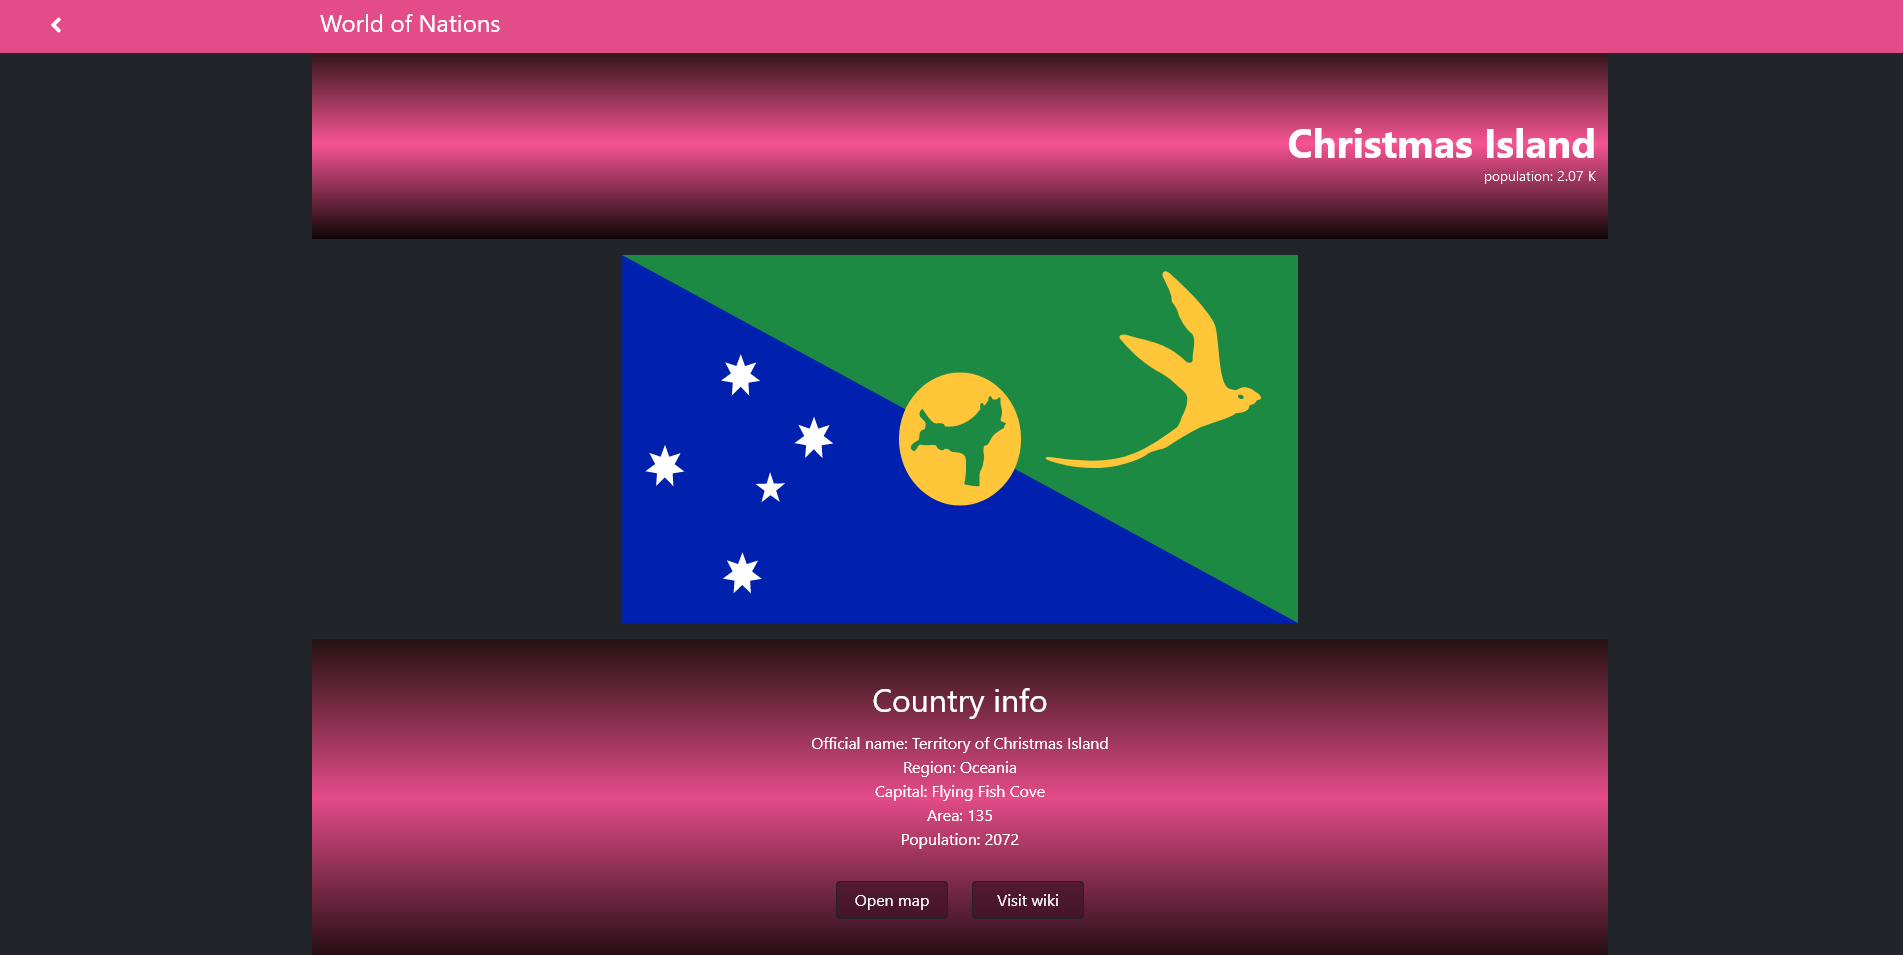 World of Nations
Christmas Island
population: 2.07 K
Country info
Official name: Territory of Christmas Island
Region: Oceania
Capital: Flying Fish Cove
Area: 135
Population: 2072
Open map
Visit wiki